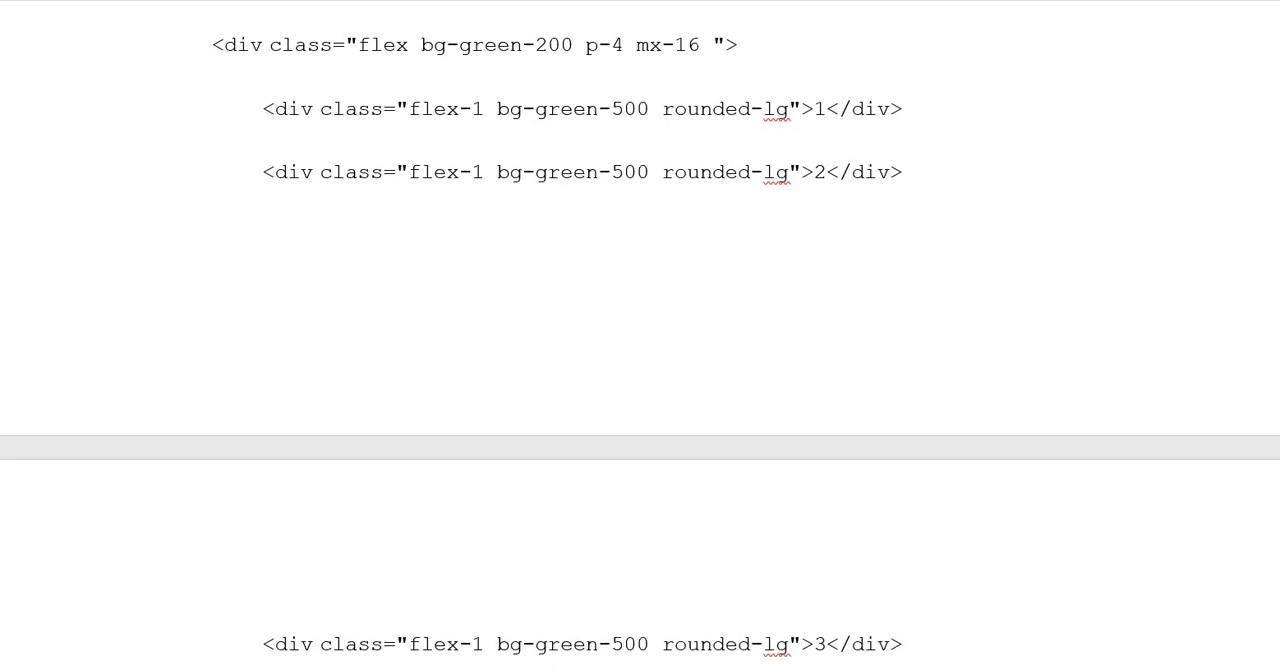 <div class="flex bg-green-200 p-4 mx-16 ">
<div class="flex-1 bg-green-500 rounded-lg">1</div>
<div class="flex-1 bg-green-500 rounded-lg">2</div>
<div class="flex-1 bg-green-500 rounded-lg">3</div>